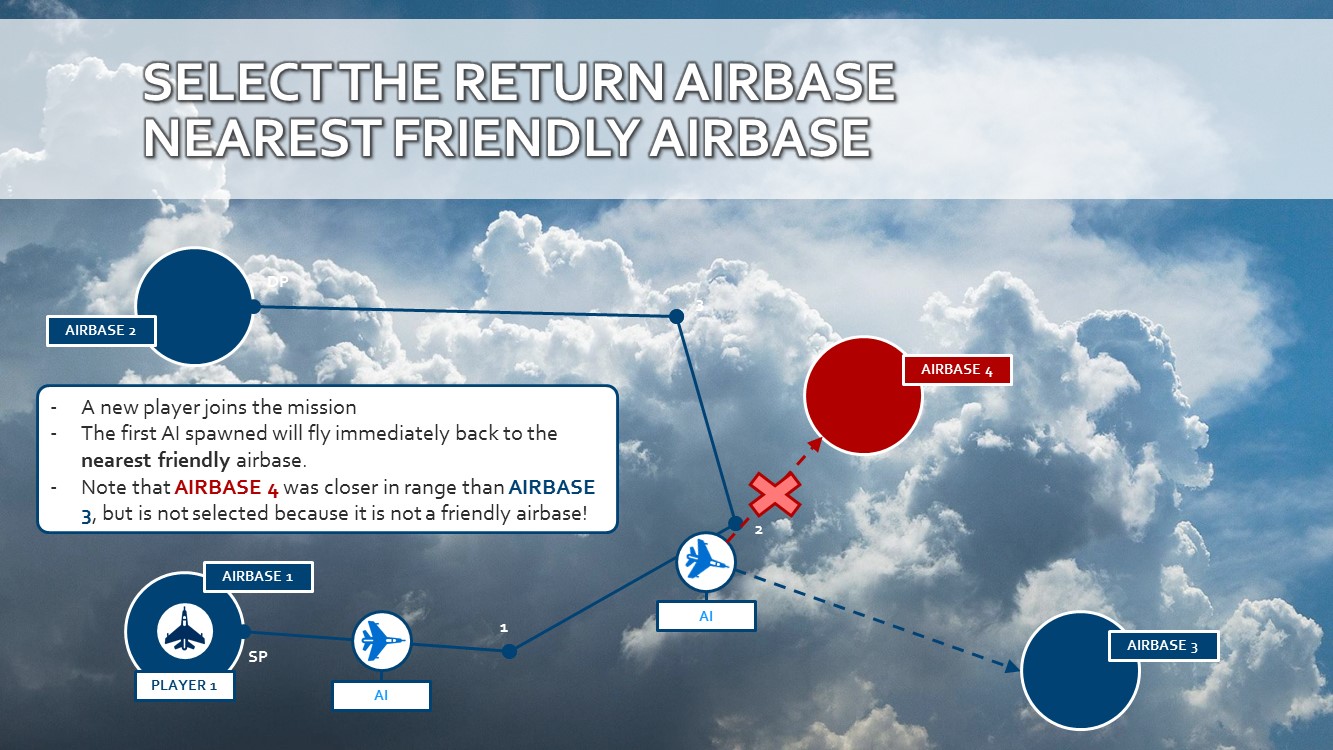 SELECT THE RETURN AIRBASE
NEAREST FRIENDLY AIRBASE
DP
3
AIRBASE 2
AIRBASE 4
- A new player joins the mission
- The first AI spawned will fly immediately back to the
nearest friendly airbase.
- Note that AIRBASE 4 was closer in range than AIRBASE
3, but is not selected because it is not a friendly airbase!
2
AIRBASE 1
AI
1
SP
AIRBASE 3
PLAYER 1
AI